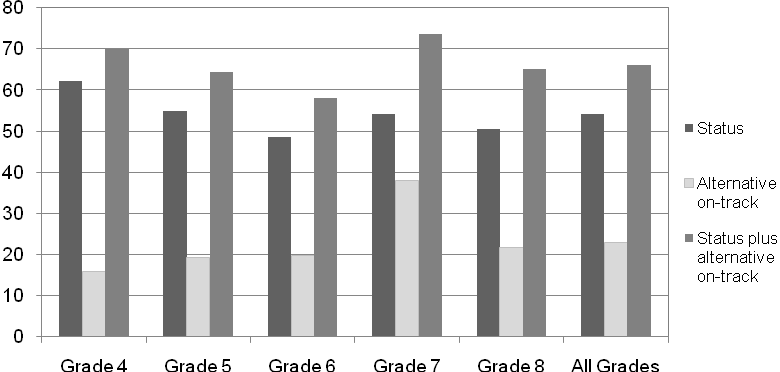 80
70
60
50
40
30
20
10
0
Grade 4 Grade 5 Grade 6 Grade 7 Grade 8 All Grades
Status
Alternative
on-track
Status plus
alternative
on-track